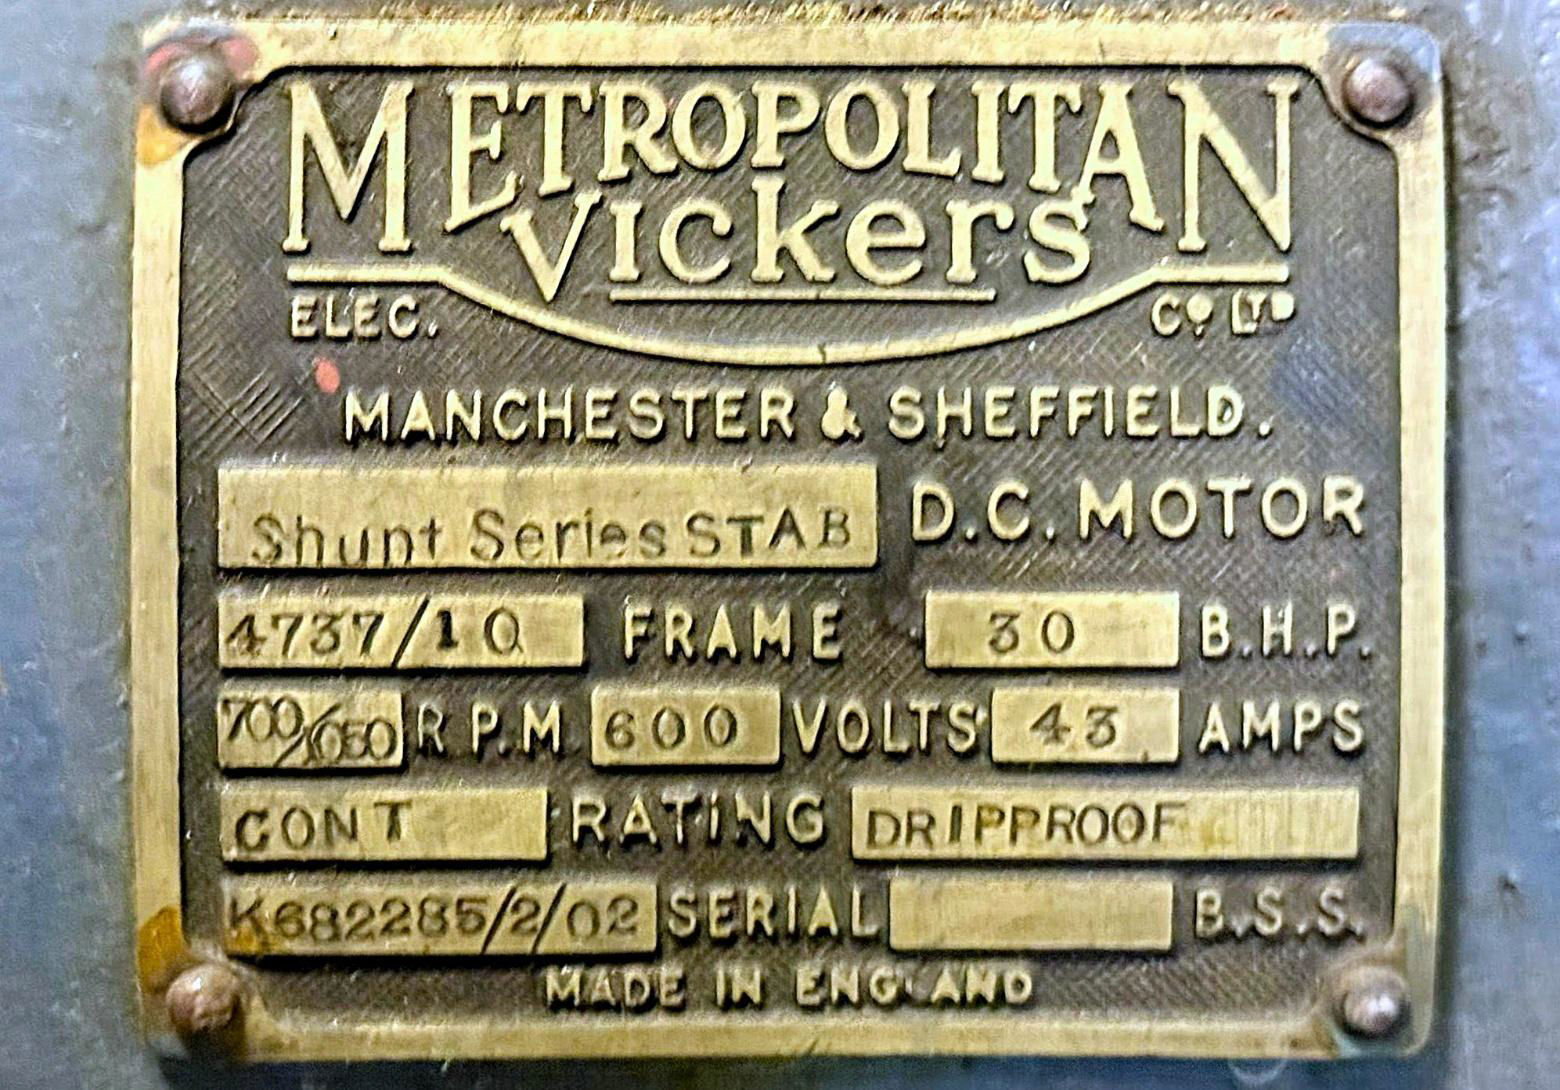 METROPOLITAN
Vickers
ELEC. Cº LTD
MANCHESTER & SHEFFIELD.
Shunt Series STAB D.C. MOTOR
4737/10 FRAME 30 B.H.P.
700/1050 R.P.M. 600 VOLTS 43 AMPS
CONT RATING DRIPPROOF
K682285/2/02 SERIAL B.S.S.
MADE IN ENGLAND